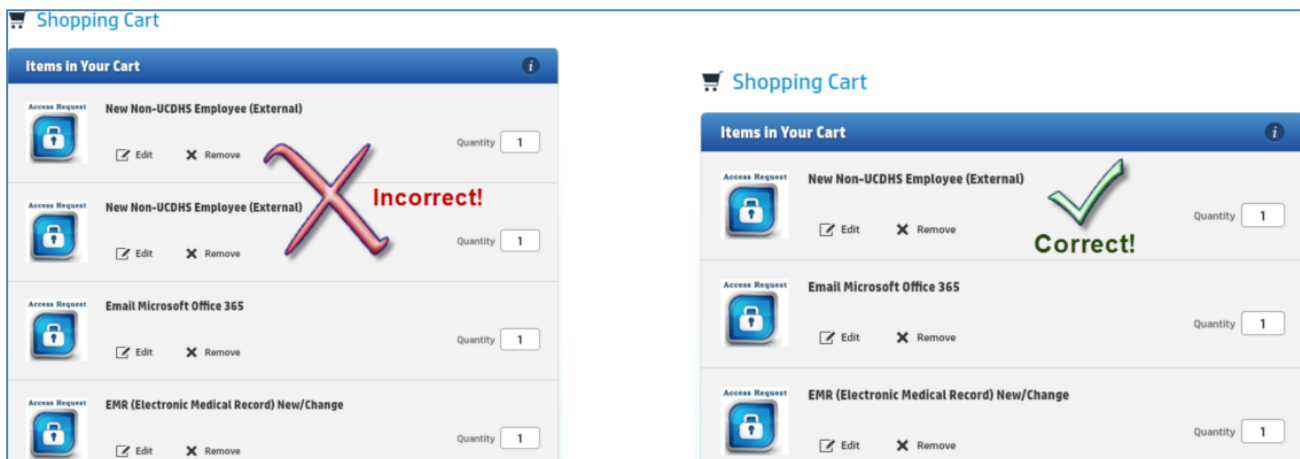 Shopping Cart
Items in Your Cart
Access Request
New Non-UCDHS Employee (External)
Edit
Remove
Quantity 1
Access Request
New Non-UCDHS Employee (External)
Edit
Remove
Quantity 1
Incorrect!
Access Request
Email Microsoft Office 365
Edit
Remove
Quantity 1
Access Request
EMR (Electronic Medical Record) New/Change
Edit
Remove
Quantity 1
Shopping Cart
Items in Your Cart
Access Request
New Non-UCDHS Employee (External)
Edit
Remove
Quantity 1
Correct!
Access Request
Email Microsoft Office 365
Edit
Remove
Quantity 1
Access Request
EMR (Electronic Medical Record) New/Change
Edit
Remove
Quantity 1